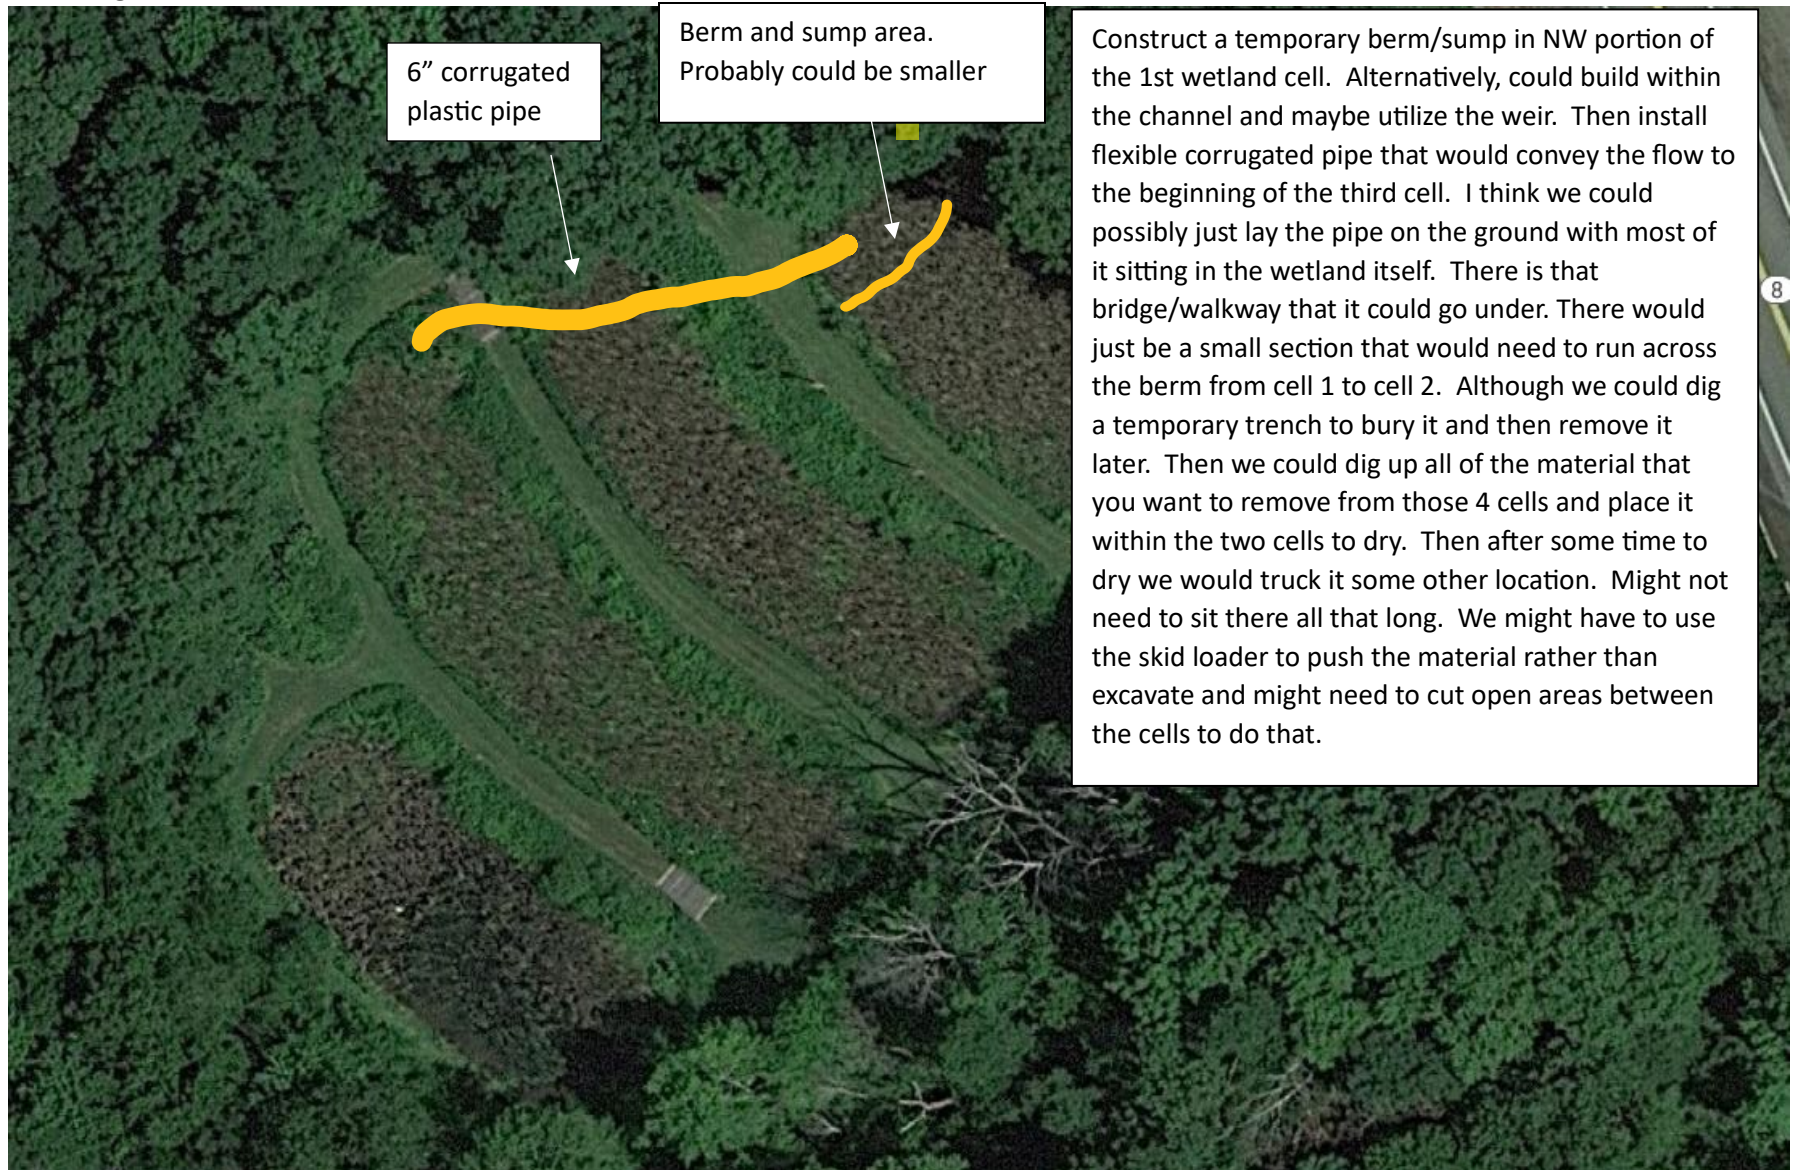 6” corrugated
plastic pipe
Berm and sump area.
Probably could be smaller
Construct a temporary berm/sump in NW portion of
the 1st wetland cell.  Alternatively, could build within
the channel and maybe utilize the weir.  Then install
flexible corrugated pipe that would convey the flow to
the beginning of the third cell.  I think we could
possibly just lay the pipe on the ground with most of
it sitting in the wetland itself.  There is that
bridge/walkway that it could go under. There would
just be a small section that would need to run across
the berm from cell 1 to cell 2.  Although we could dig
a temporary trench to bury it and then remove it
later.  Then we could dig up all of the material that
you want to remove from those 4 cells and place it
within the two cells to dry.  Then after some time to
dry we would truck it some other location.  Might not
need to sit there all that long.  We might have to use
the skid loader to push the material rather than
excavate and might need to cut open areas between
the cells to do that.
8